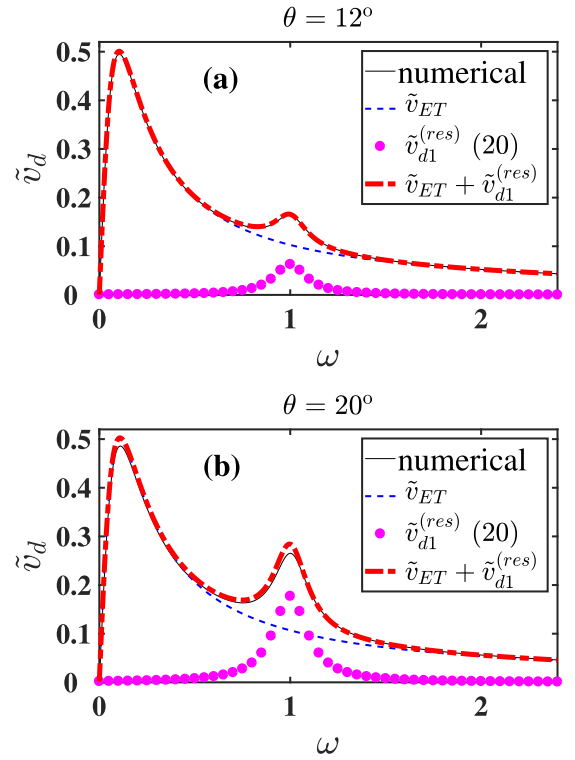 θ = 12°
0.5
0.4
0.3
0.2
0.1
0
ṽ_d
(a)
numerical
ṽ_ET
ṽ_d1^(res) (20)
ṽ_ET + ṽ_d1^(res)
0 1 2
ω
θ = 20°
0.5
0.4
0.3
0.2
0.1
0
ṽ_d
(b)
numerical
ṽ_ET
ṽ_d1^(res) (20)
ṽ_ET + ṽ_d1^(res)
0 1 2
ω